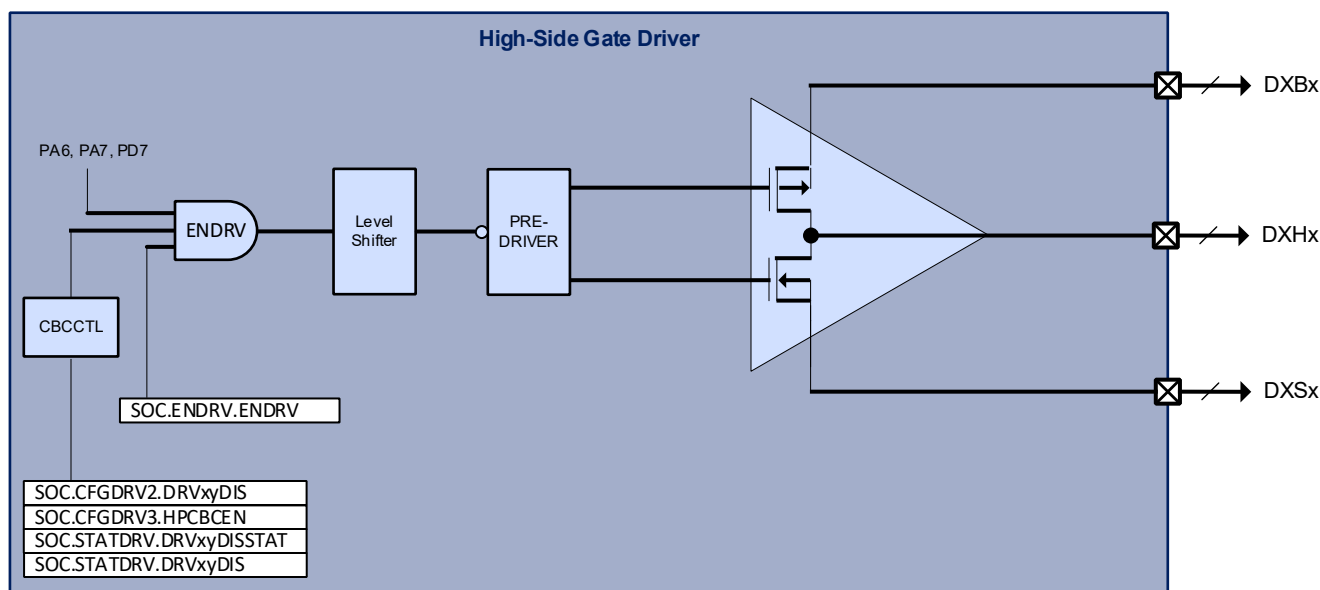 High-Side Gate Driver
DXBx
PA6, PA7, PD7
ENDRV
Level
Shifter
PRE-
DRIVER
DXHx
CBCCTL
SOC.ENDRV.ENDRV
DXSx
SOC.CFGDRV2.DRVxyDIS
SOC.CFGDRV3.HPCBCEN
SOC.STATDRV.DRVxyDISSTAT
SOC.STATDRV.DRVxyDIS